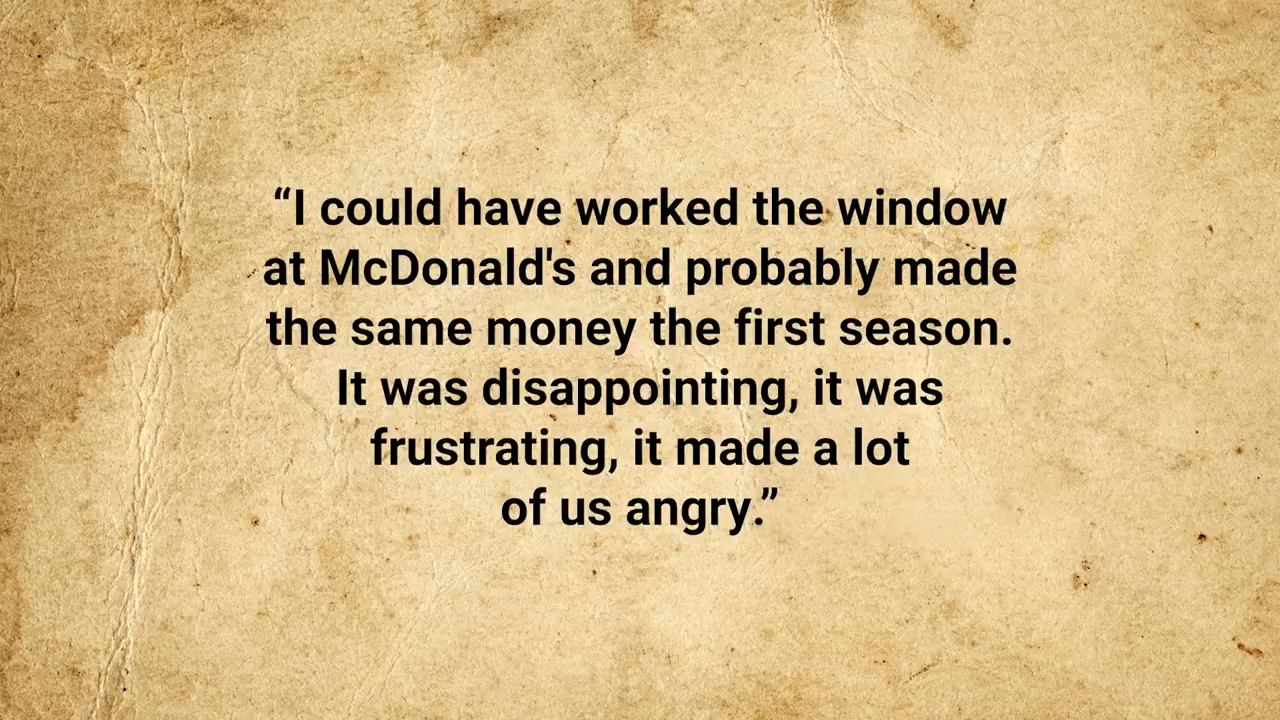 “I could have worked the window
at McDonald's and probably made
the same money the first season.
It was disappointing, it was
frustrating, it made a lot
of us angry.”